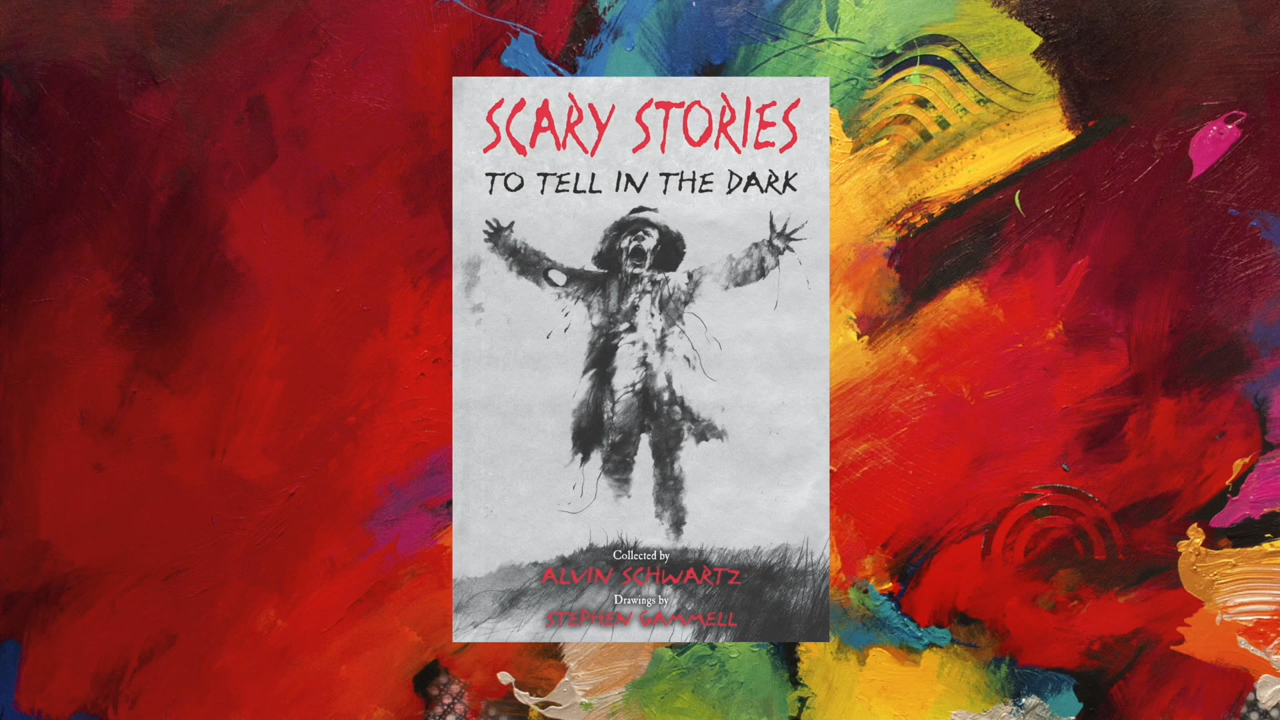 SCARY STORIES
TO TELL IN THE DARK
Collected by
ALVIN SCHWARTZ
Drawings by
STEPHEN GAMMELL